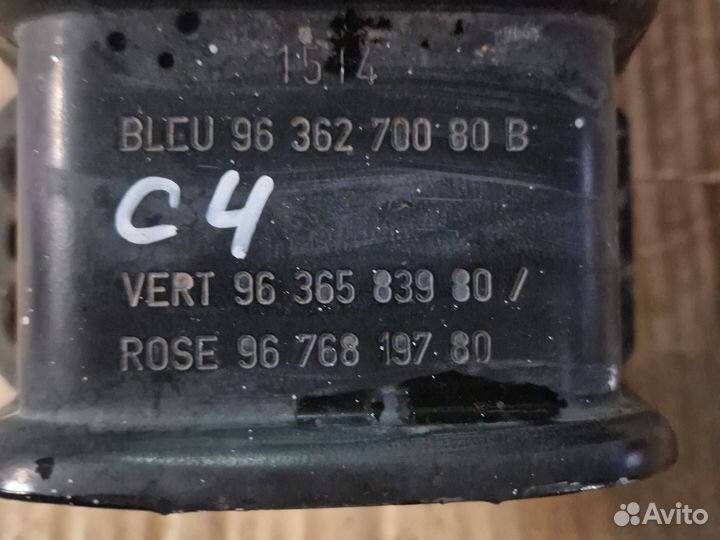 1514
BLEU 96 362 700 80 B
C4
VERT 96 365 839 80 /
ROSE 96 768 197 80
Avito